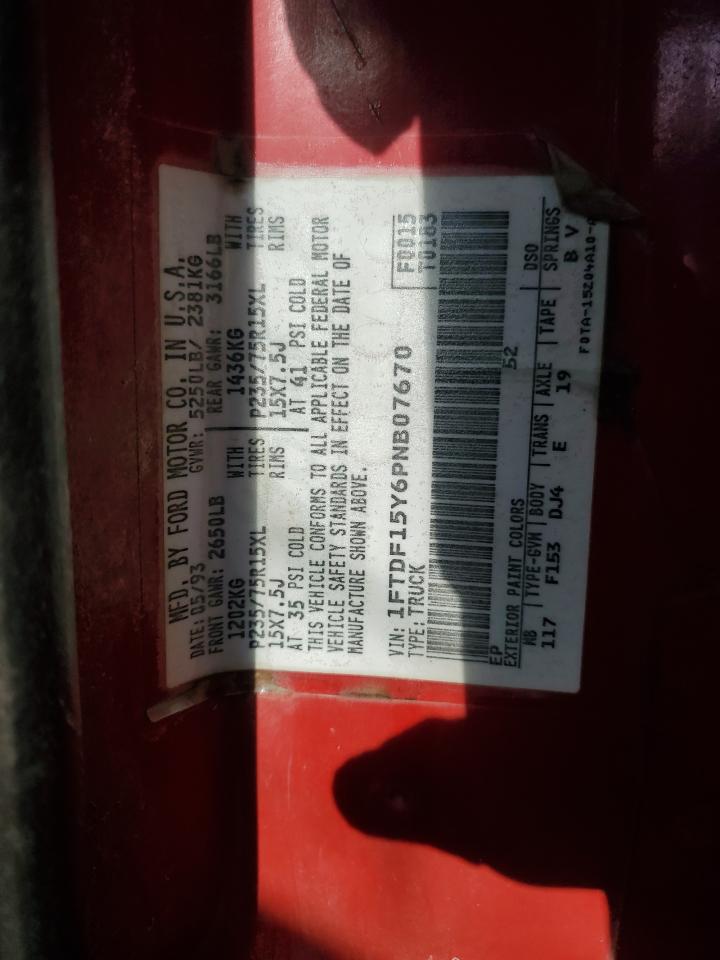 MFD. BY FORD MOTOR CO. IN U.S.A.
DATE: 05/93 GVWR: 5250LB/ 2381KG
FRONT GAWR: 2650LB REAR GAWR: 3166LB
1202KG WITH 1436KG WITH
P235/75R15XL TIRES P235/75R15XL TIRES
15X7.5J RIMS 15X7.5J RIMS
AT 35 PSI COLD AT 41 PSI COLD
THIS VEHICLE CONFORMS TO ALL APPLICABLE FEDERAL MOTOR
VEHICLE SAFETY STANDARDS IN EFFECT ON THE DATE OF
MANUFACTURE SHOWN ABOVE.
VIN: 1FTDF15Y6PNB07670 F0015
TYPE: TRUCK T0183
EP 52
EXTERIOR PAINT COLORS DSO
WB TYPE-GVM BODY TRANS AXLE TAPE SPRINGS
117 F153 DJ4 E 19 B V
F0TA-15204A10-